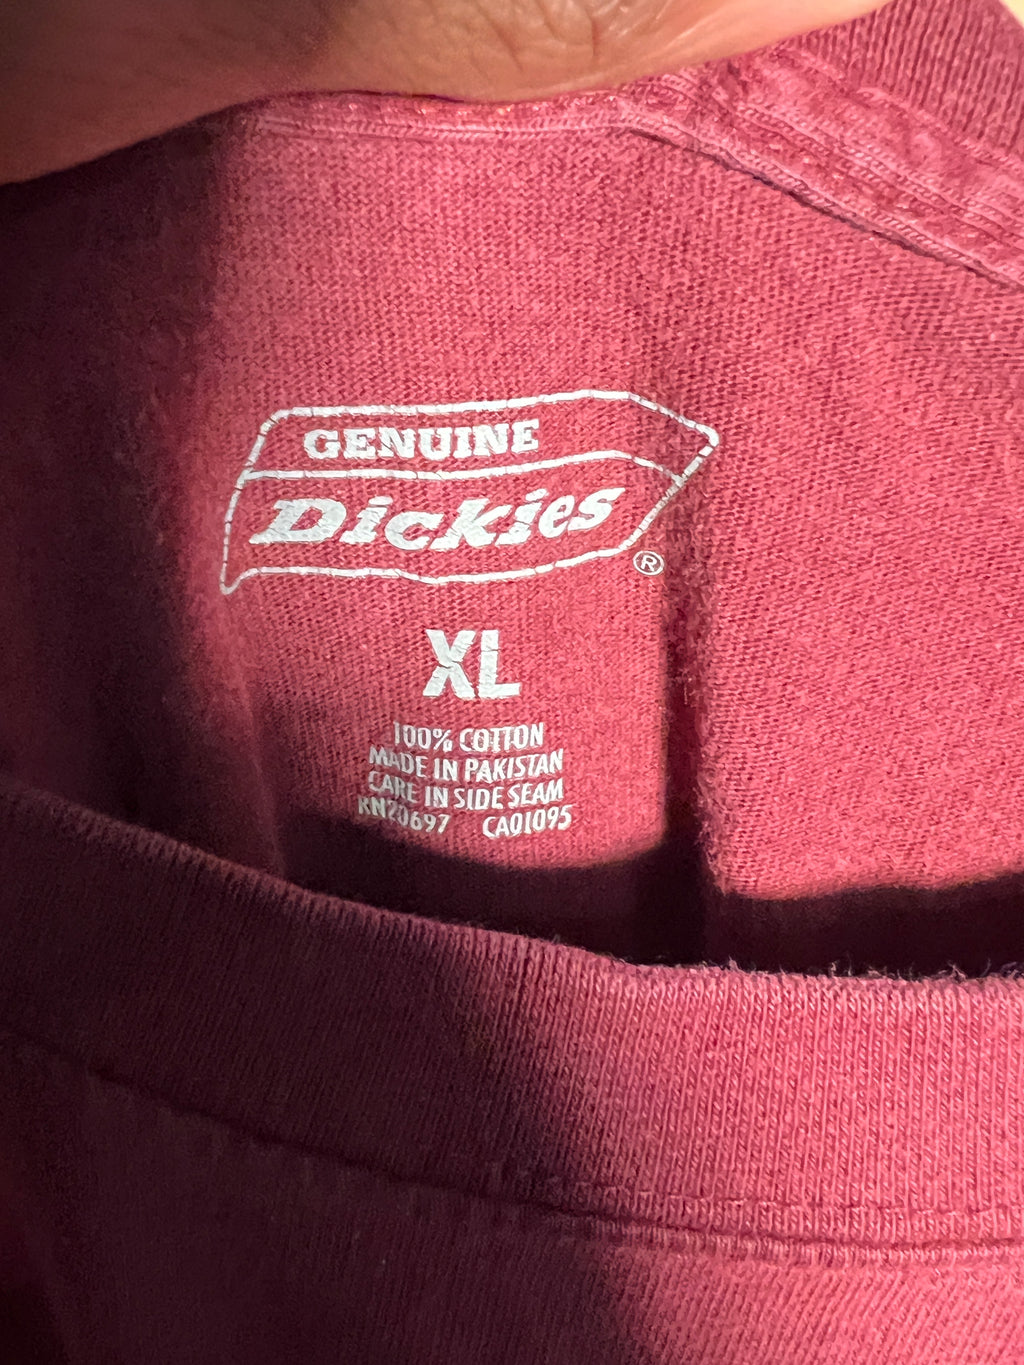 GENUINE
Dickies
®
XL
100% COTTON
MADE IN PAKISTAN
CARE IN SIDE SEAM
RN20697 CA01095